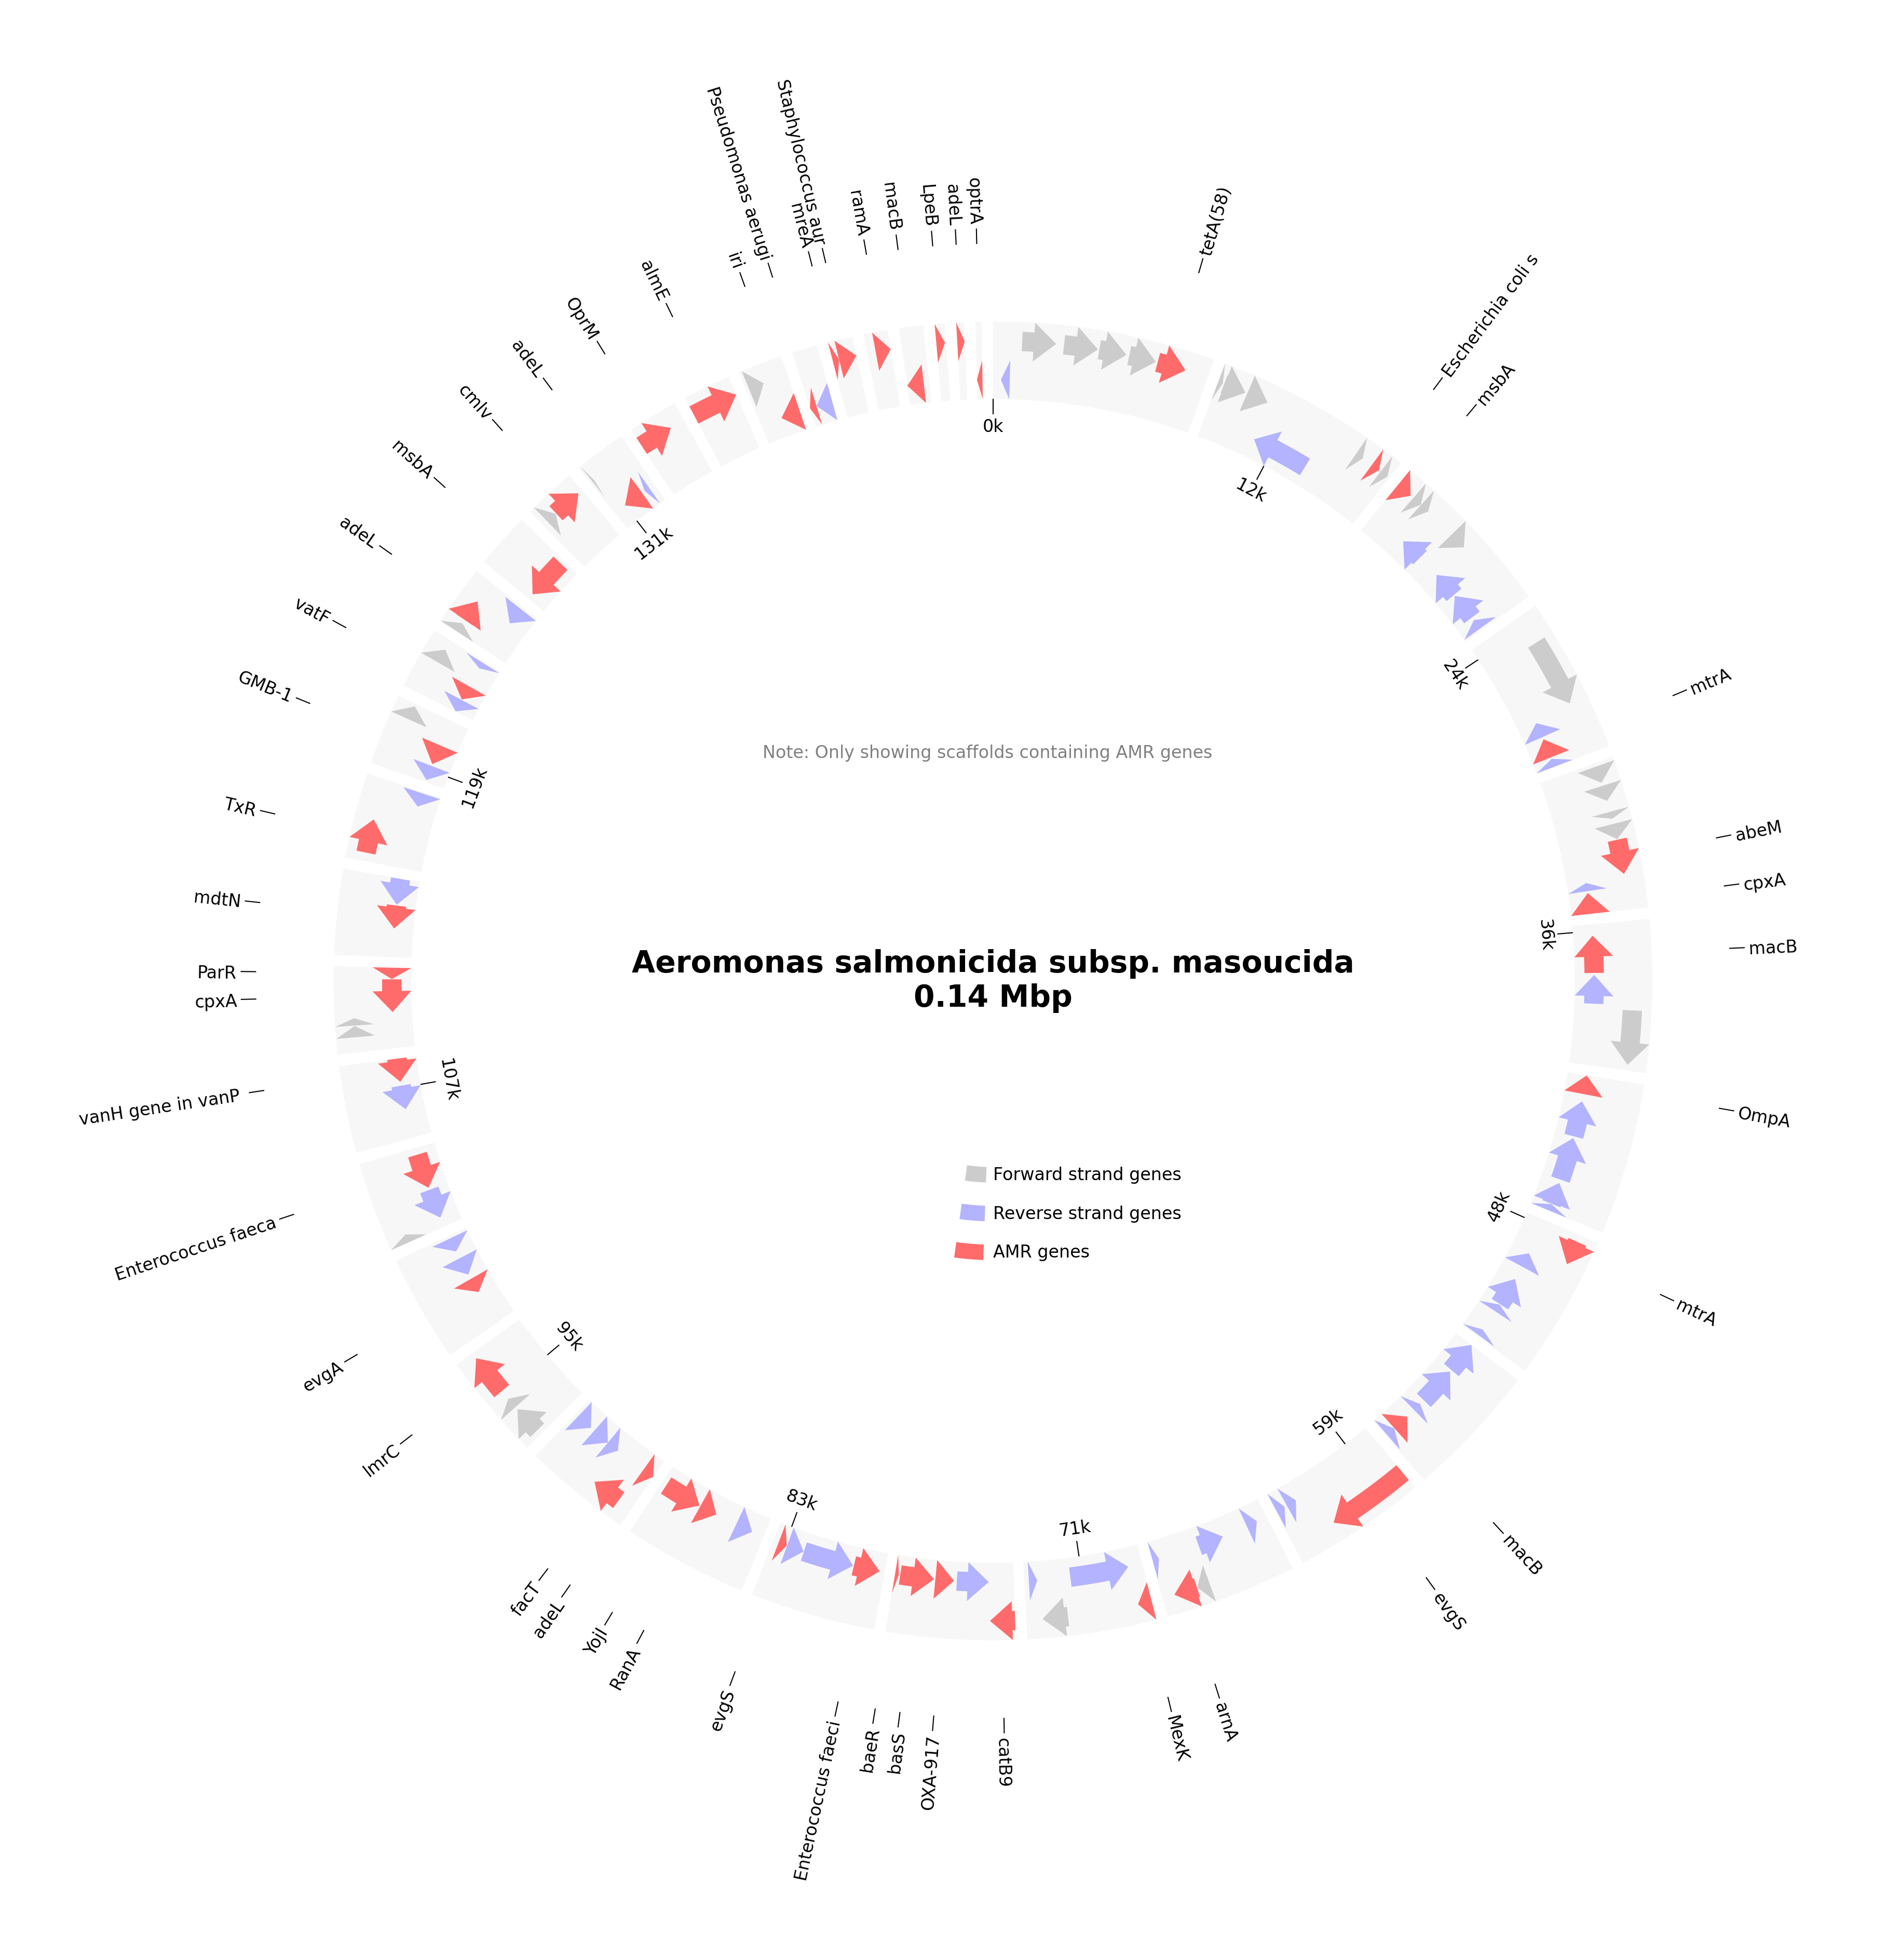 optrA
adeL
LpeB
macB
ramA
Staphylococcus aur
mreA
Pseudomonas aerugi
iri
almE
OprM
adeL
cmlv
msbA
adeL
vatF
GMB-1
TxR
mdtN
ParR
cpxA
vanH gene in vanP
Enterococcus faeca
evgA
lmrC
facT
adeL
YojI
RanA
evgS
Enterococcus faeci
baeR
basS
OXA-917
catB9
MexK
arnA
evgS
macB
mtrA
OmpA
macB
cpxA
abeM
mtrA
msbA
Escherichia coli s
tetA(58)
0k
12k
24k
36k
48k
59k
71k
83k
95k
107k
119k
131k
Note: Only showing scaffolds containing AMR genes
Aeromonas salmonicida subsp. masoucida
0.14 Mbp
Forward strand genes
Reverse strand genes
AMR genes